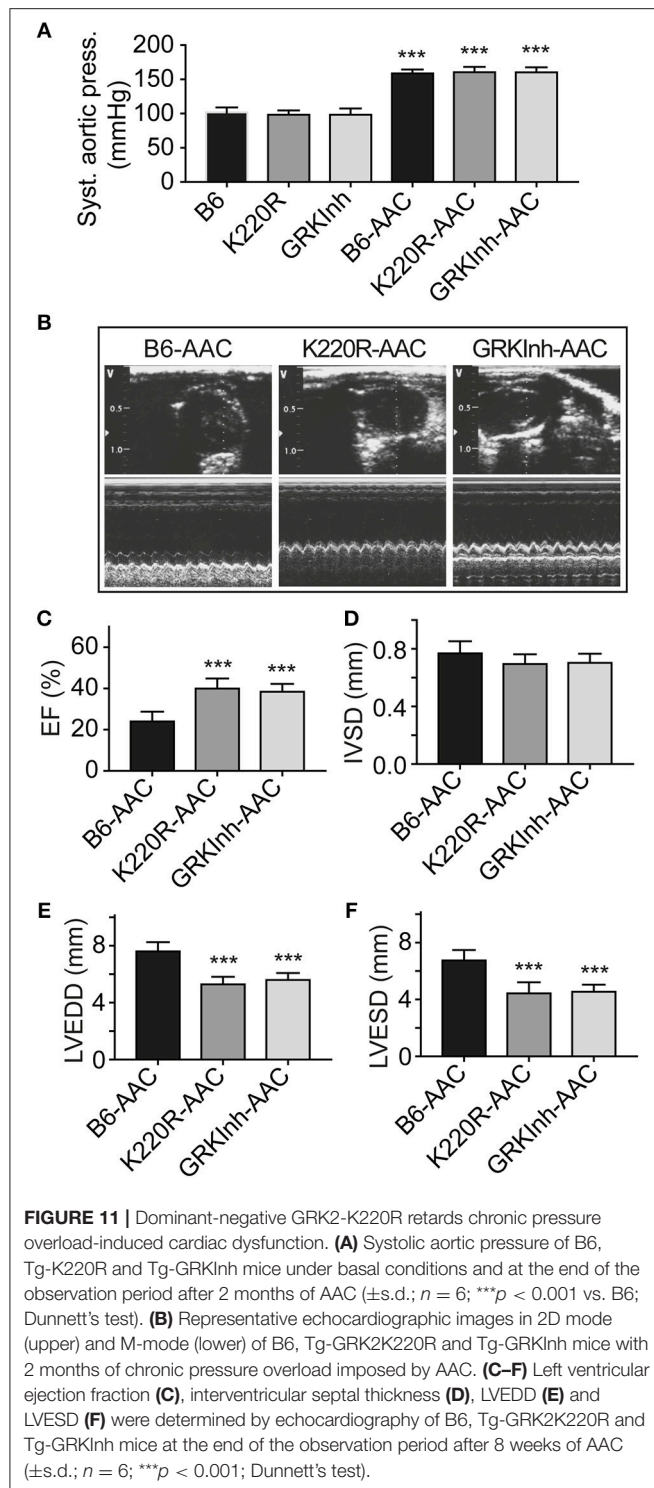 A
Syst. aortic press.
(mmHg)
200
150
100
50
0
*** *** ***
B6
K220R
GRKInh
B6-AAC
K220R-AAC
GRKInh-AAC
B
B6-AAC K220R-AAC GRKInh-AAC
V V V
0.5 0.5 0.5
1.0 1.0 1.0
C
EF (%)
60
40
20
0
*** ***
B6-AAC
K220R-AAC
GRKInh-AAC
D
IVSD (mm)
0.8
0.4
0.0
B6-AAC
K220R-AAC
GRKInh-AAC
E
LVEDD (mm)
8
4
0
*** ***
B6-AAC
K220R-AAC
GRKInh-AAC
F
LVESD (mm)
8
4
0
*** ***
B6-AAC
K220R-AAC
GRKInh-AAC
FIGURE 11 | Dominant-negative GRK2-K220R retards chronic pressure
overload-induced cardiac dysfunction. (A) Systolic aortic pressure of B6,
Tg-K220R and Tg-GRKInh mice under basal conditions and at the end of the
observation period after 2 months of AAC (±s.d.; n = 6; ***p < 0.001 vs. B6;
Dunnett's test). (B) Representative echocardiographic images in 2D mode
(upper) and M-mode (lower) of B6, Tg-GRK2K220R and Tg-GRKInh mice with
2 months of chronic pressure overload imposed by AAC. (C–F) Left ventricular
ejection fraction (C), interventricular septal thickness (D), LVEDD (E) and
LVESD (F) were determined by echocardiography of B6, Tg-GRK2K220R and
Tg-GRKInh mice at the end of the observation period after 8 weeks of AAC
(±s.d.; n = 6; ***p < 0.001; Dunnett's test).